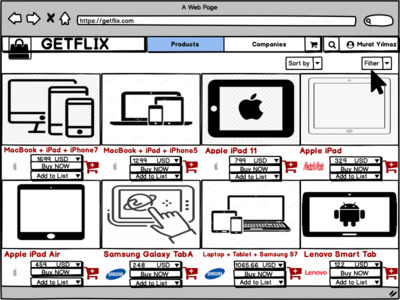 A Web Page
https://getflix.com
GETFLIX
Products
Companies
Murat Yılmaz
Sort by
Filter
MacBook + iPad + iPhone7
MacBook + iPad + iPhone5
Apple iPad 11
Apple iPad
1699 USD
1299 USD
799 USD
329 USD
Buy NOW
Buy NOW
Buy NOW
Buy NOW
Add to List
Add to List
Add to List
Add to List
MediaMarkt
Apple iPad Air
Samsung Galaxy TabA
Laptop + Tablet + Samsung S7
Lenovo Smart Tab
459 USD
248 USD
1065.66 USD
122 USD
Buy NOW
Buy NOW
Buy NOW
Buy NOW
SAMSUNG
SAMSUNG
Lenovo
Add to List
Add to List
Add to List
Add to List